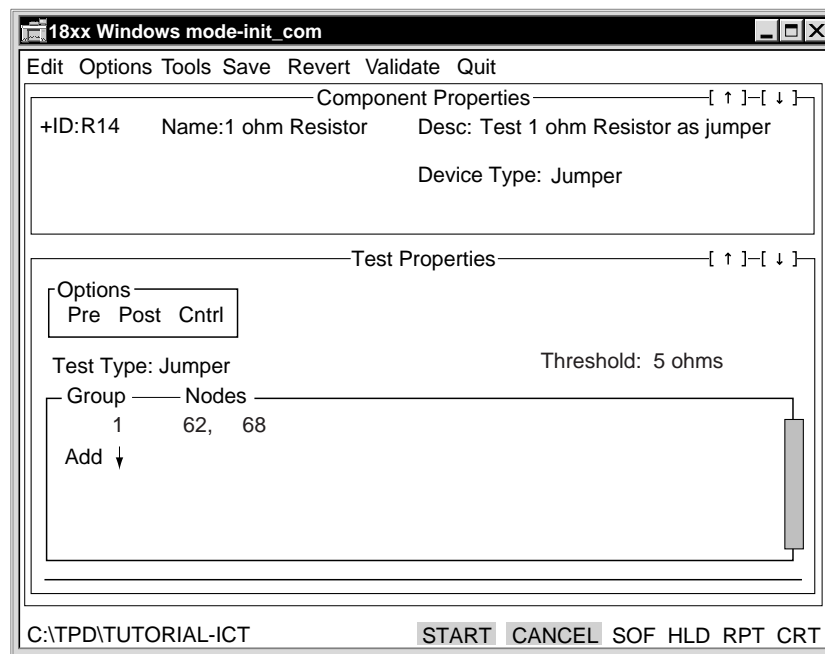 18xx Windows mode-init_com
Edit Options Tools Save Revert Validate Quit
Component Properties [ ↑ ]–[ ↓ ]
+ID:R14 Name:1 ohm Resistor Desc: Test 1 ohm Resistor as jumper
Device Type: Jumper
Test Properties [ ↑ ]–[ ↓ ]
Options
Pre Post Cntrl
Test Type: Jumper Threshold: 5 ohms
Group Nodes
1 62, 68
Add ↓
C:\TPD\TUTORIAL-ICT START CANCEL SOF HLD RPT CRT